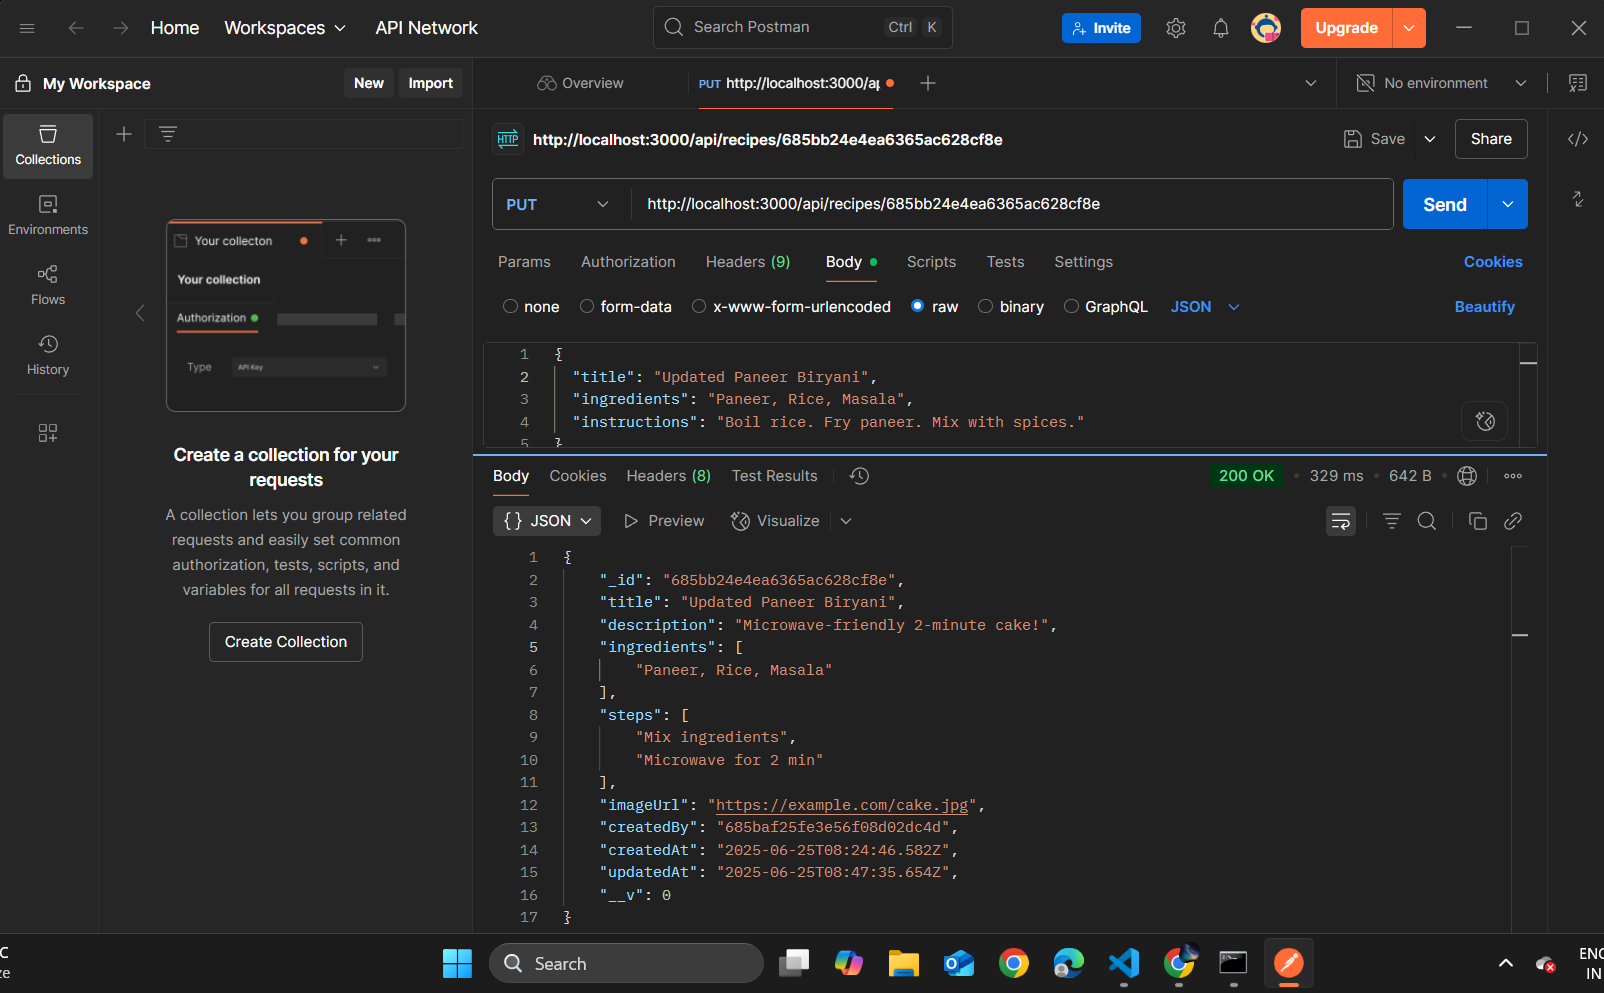 Home Workspaces API Network Search Postman Ctrl K Invite Upgrade
My Workspace New Import Overview PUT http://localhost:3000/ap No environment
Collections
Environments
Flows
History
Your collecton
Your collection
Authorization
Type API Key
Create a collection for your
requests
A collection lets you group related
requests and easily set common
authorization, tests, scripts, and
variables for all requests in it.
Create Collection
HTTP http://localhost:3000/api/recipes/685bb24e4ea6365ac628cf8e Save Share
PUT http://localhost:3000/api/recipes/685bb24e4ea6365ac628cf8e Send
Params Authorization Headers (9) Body Scripts Tests Settings Cookies
none form-data x-www-form-urlencoded raw binary GraphQL JSON Beautify
1 {
2 "title": "Updated Paneer Biryani",
3 "ingredients": "Paneer, Rice, Masala",
4 "instructions": "Boil rice. Fry paneer. Mix with spices."
5 }
Body Cookies Headers (8) Test Results 200 OK 329 ms 642 B
{} JSON Preview Visualize
1 {
2 "_id": "685bb24e4ea6365ac628cf8e",
3 "title": "Updated Paneer Biryani",
4 "description": "Microwave-friendly 2-minute cake!",
5 "ingredients": [
6 "Paneer, Rice, Masala"
7 ],
8 "steps": [
9 "Mix ingredients",
10 "Microwave for 2 min"
11 ],
12 "imageUrl": "https://example.com/cake.jpg",
13 "createdBy": "685baf25fe3e56f08d02dc4d",
14 "createdAt": "2025-06-25T08:24:46.582Z",
15 "updatedAt": "2025-06-25T08:47:35.654Z",
16 "__v": 0
17 }
C
ze
Search
ENG
IN